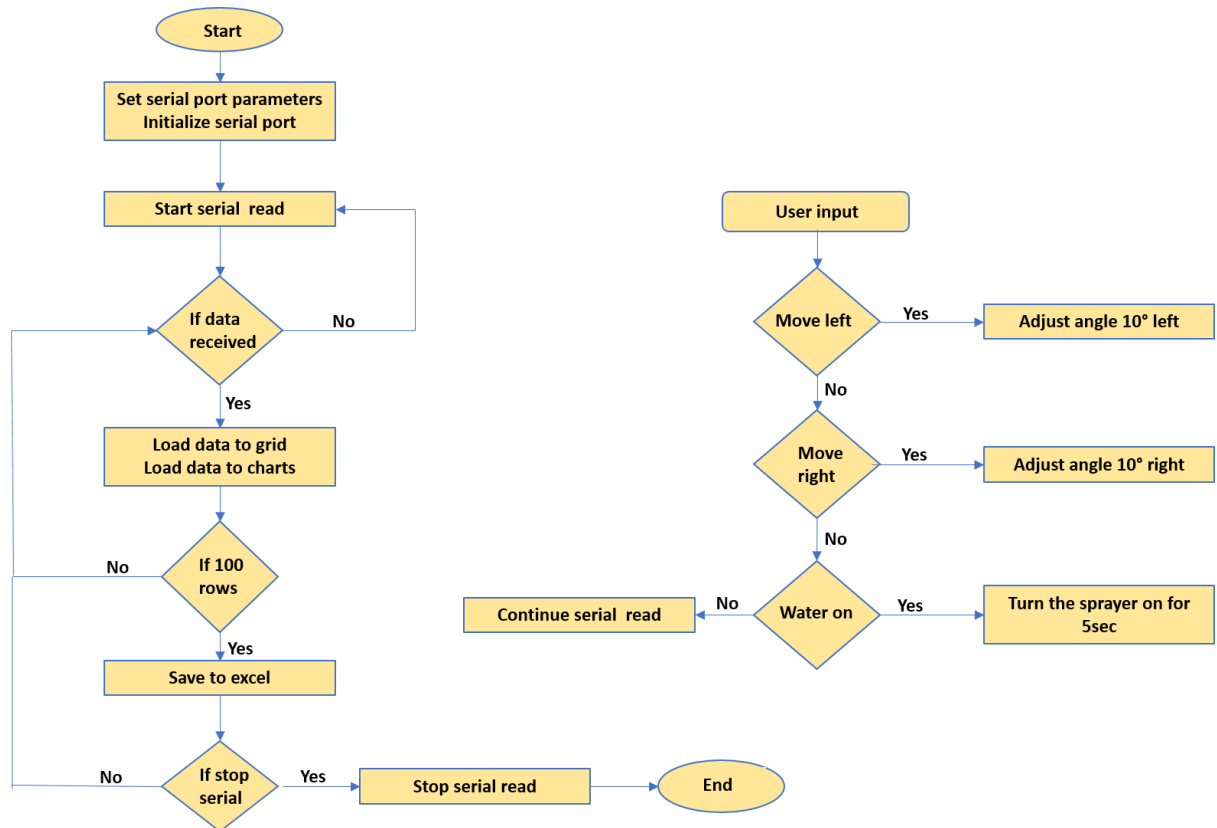 Start
Set serial port parameters
Initialize serial port
Start serial read
If data
received
No
Yes
Load data to grid
Load data to charts
If 100
rows
No
Yes
Save to excel
If stop
serial
No
Yes
Stop serial read
End
User input
Move left
Yes
Adjust angle 10° left
No
Move
right
Yes
Adjust angle 10° right
No
Water on
No
Continue serial read
Yes
Turn the sprayer on for
5sec